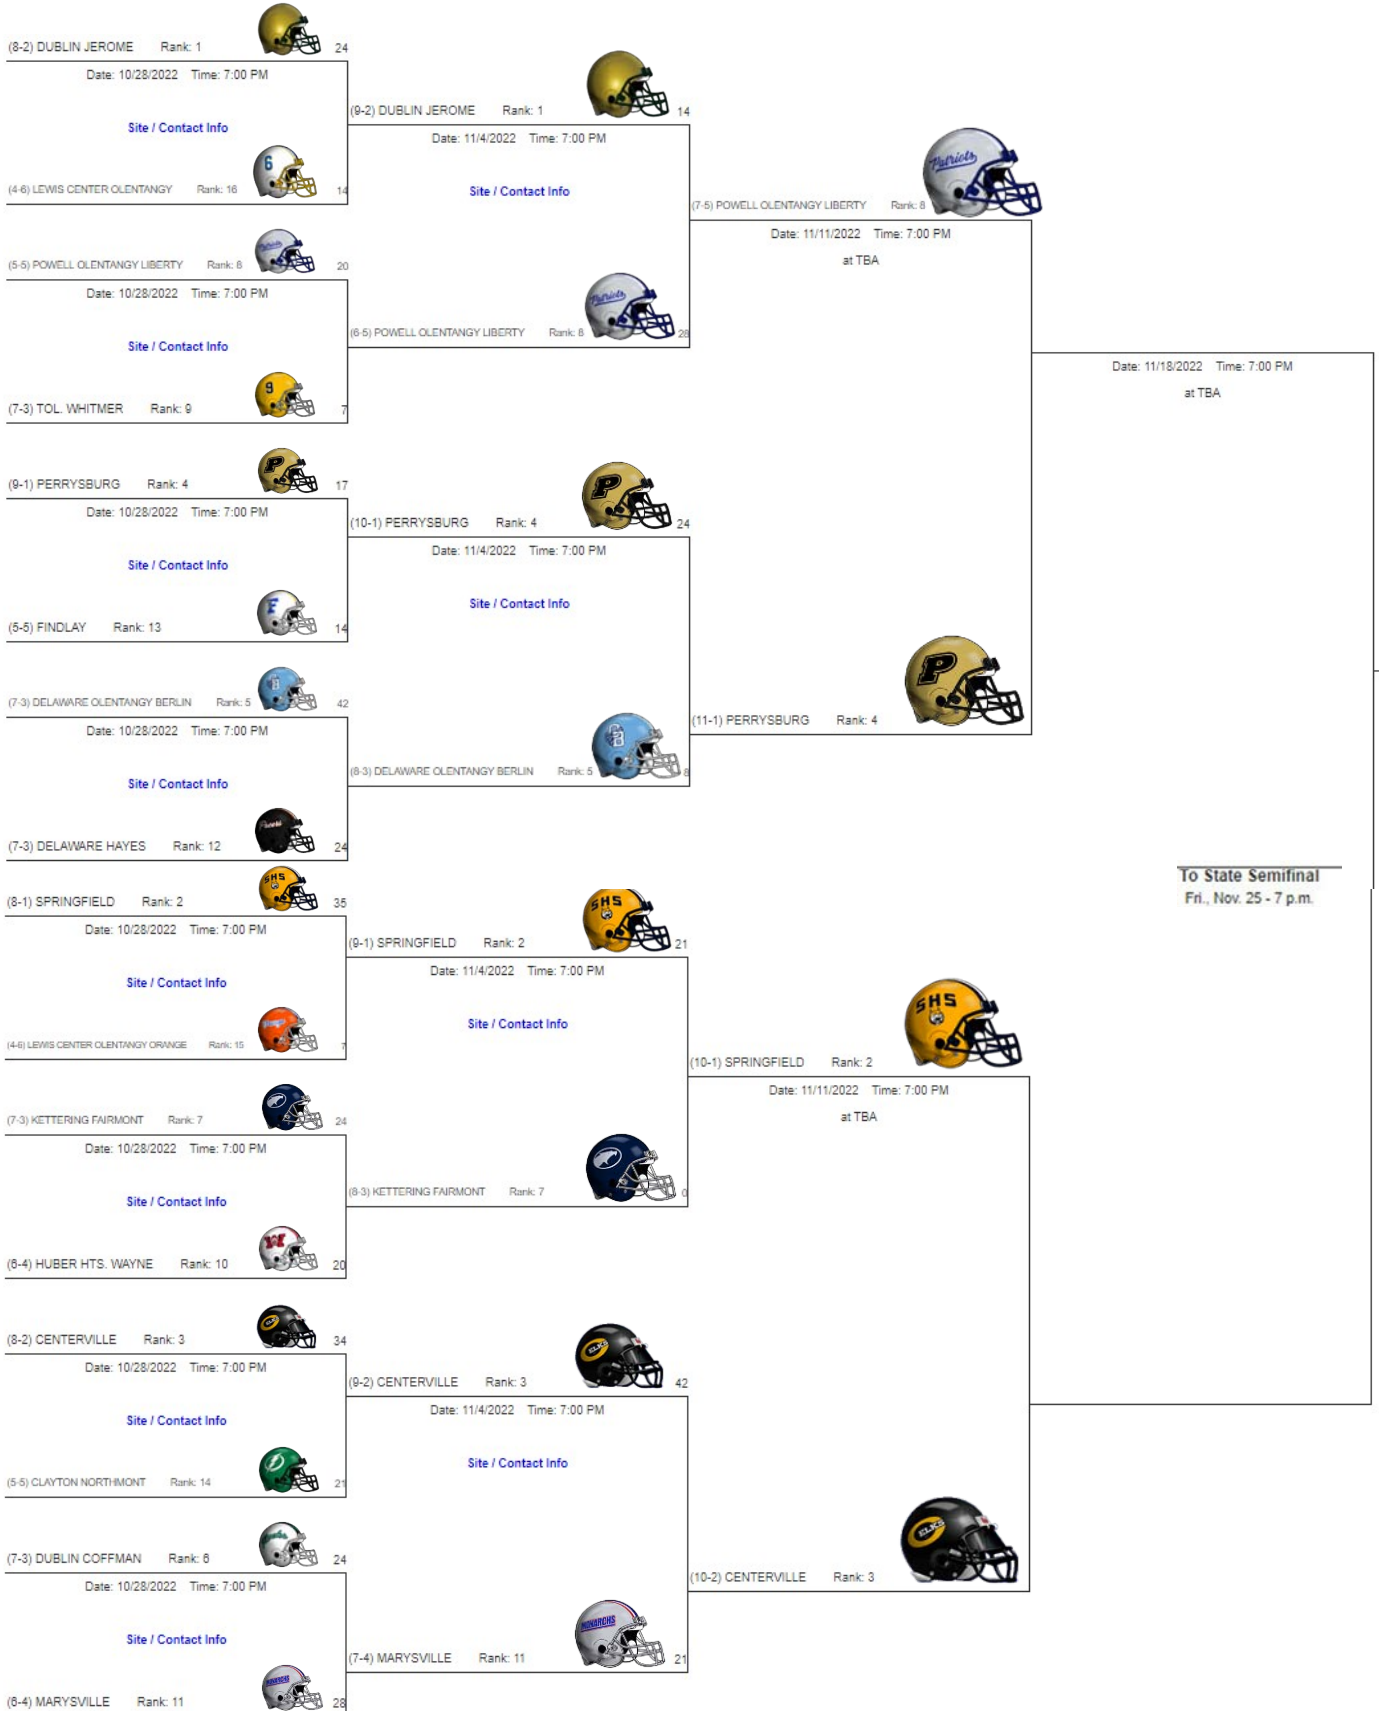 (8-2) DUBLIN JEROME Rank: 1 24
Date: 10/28/2022 Time: 7:00 PM
Site / Contact Info
6
(4-6) LEWIS CENTER OLENTANGY Rank: 16 14
Patriots
(5-5) POWELL OLENTANGY LIBERTY Rank: 8 20
Date: 10/28/2022 Time: 7:00 PM
Site / Contact Info
9
(7-3) TOL. WHITMER Rank: 9 7
P
(9-1) PERRYSBURG Rank: 4 17
Date: 10/28/2022 Time: 7:00 PM
Site / Contact Info
F
(5-5) FINDLAY Rank: 13 14
(7-3) DELAWARE OLENTANGY BERLIN Rank: 5 42
Date: 10/28/2022 Time: 7:00 PM
Site / Contact Info
Pacers
(7-3) DELAWARE HAYES Rank: 12 24
SHS
(8-1) SPRINGFIELD Rank: 2 35
Date: 10/28/2022 Time: 7:00 PM
Site / Contact Info
(4-6) LEWIS CENTER OLENTANGY ORANGE Rank: 15 7
(7-3) KETTERING FAIRMONT Rank: 7 24
Date: 10/28/2022 Time: 7:00 PM
Site / Contact Info
W
(6-4) HUBER HTS. WAYNE Rank: 10 20
ELKS
(8-2) CENTERVILLE Rank: 3 34
Date: 10/28/2022 Time: 7:00 PM
Site / Contact Info
(5-5) CLAYTON NORTHMONT Rank: 14 21
(7-3) DUBLIN COFFMAN Rank: 6 24
Date: 10/28/2022 Time: 7:00 PM
Site / Contact Info
MONARCHS
(6-4) MARYSVILLE Rank: 11 28
(9-2) DUBLIN JEROME Rank: 1 14
Date: 11/4/2022 Time: 7:00 PM
Site / Contact Info
Patriots
(6-5) POWELL OLENTANGY LIBERTY Rank: 8 28
P
(10-1) PERRYSBURG Rank: 4 24
Date: 11/4/2022 Time: 7:00 PM
Site / Contact Info
(8-3) DELAWARE OLENTANGY BERLIN Rank: 5 8
SHS
(9-1) SPRINGFIELD Rank: 2 21
Date: 11/4/2022 Time: 7:00 PM
Site / Contact Info
(8-3) KETTERING FAIRMONT Rank: 7 0
ELKS
(9-2) CENTERVILLE Rank: 3 42
Date: 11/4/2022 Time: 7:00 PM
Site / Contact Info
MONARCHS
(7-4) MARYSVILLE Rank: 11 21
Patriots
(7-5) POWELL OLENTANGY LIBERTY Rank: 8
Date: 11/11/2022 Time: 7:00 PM
at TBA
P
(11-1) PERRYSBURG Rank: 4
SHS
(10-1) SPRINGFIELD Rank: 2
Date: 11/11/2022 Time: 7:00 PM
at TBA
ELKS
(10-2) CENTERVILLE Rank: 3
Date: 11/18/2022 Time: 7:00 PM
at TBA
To State Semifinal
Fri., Nov. 25 - 7 p.m.